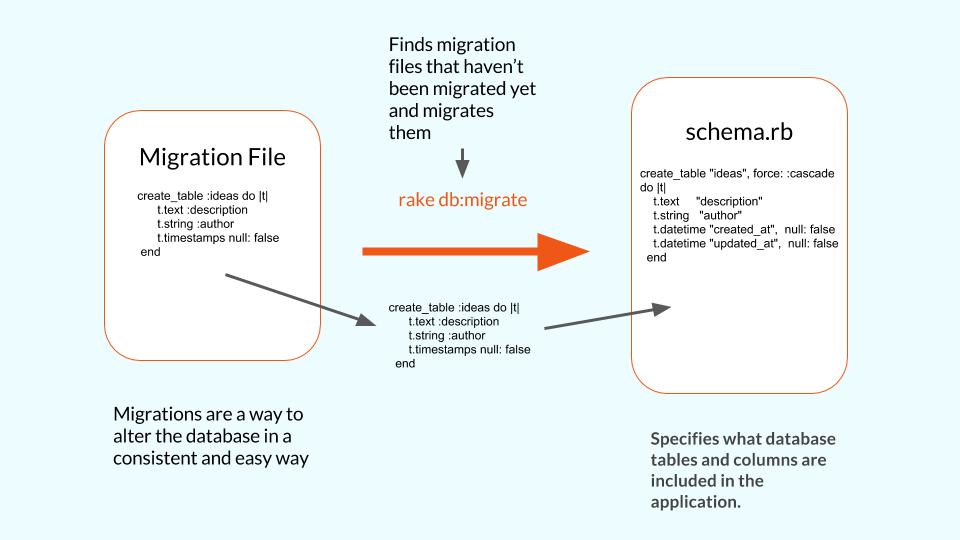 Finds migration
files that haven't
been migrated yet
and migrates
them
rake db:migrate
Migration File
create_table :ideas do |t|
t.text :description
t.string :author
t.timestamps null: false
end
create_table :ideas do |t|
t.text :description
t.string :author
t.timestamps null: false
end
schema.rb
create_table "ideas", force: :cascade
do |t|
t.text "description"
t.string "author"
t.datetime "created_at", null: false
t.datetime "updated_at", null: false
end
Migrations are a way to
alter the database in a
consistent and easy way
Specifies what database
tables and columns are
included in the
application.